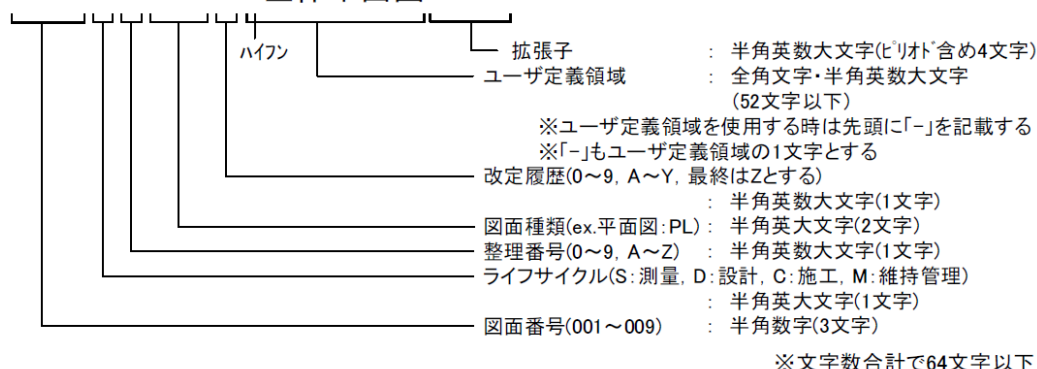 ハイフン
拡張子 : 半角英数大文字(ピリオド含め4文字)
ユーザ定義領域 : 全角文字・半角英数大文字
(52文字以下)
※ユーザ定義領域を使用する時は先頭に「-」を記載する
※「-」もユーザ定義領域の1文字とする
改定履歴(0～9, A～Y, 最終はZとする)
: 半角英数大文字(1文字)
図面種類(ex.平面図:PL) : 半角英大文字(2文字)
整理番号(0～9, A～Z) : 半角英数大文字(1文字)
ライフサイクル(S:測量, D:設計, C:施工, M:維持管理)
: 半角英大文字(1文字)
図面番号(001～009) : 半角数字(3文字)
※文字数合計で64文字以下